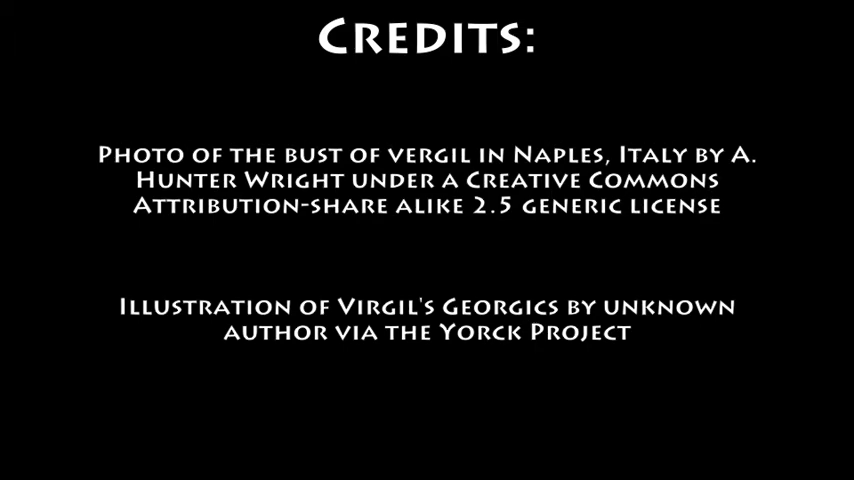 Credits:
Photo of the bust of vergil in Naples, Italy by A.
Hunter Wright under a Creative Commons
Attribution-share alike 2.5 generic license
Illustration of Virgil's Georgics by unknown
author via the Yorck Project